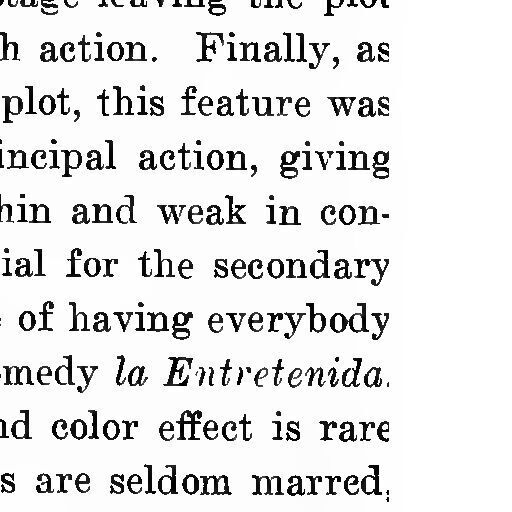 stage leaving the plot
h action. Finally, as
plot, this feature was
incipal action, giving
hin and weak in con-
ial for the secondary
of having everybody
medy la Entretenida.
nd color effect is rare
s are seldom marred,